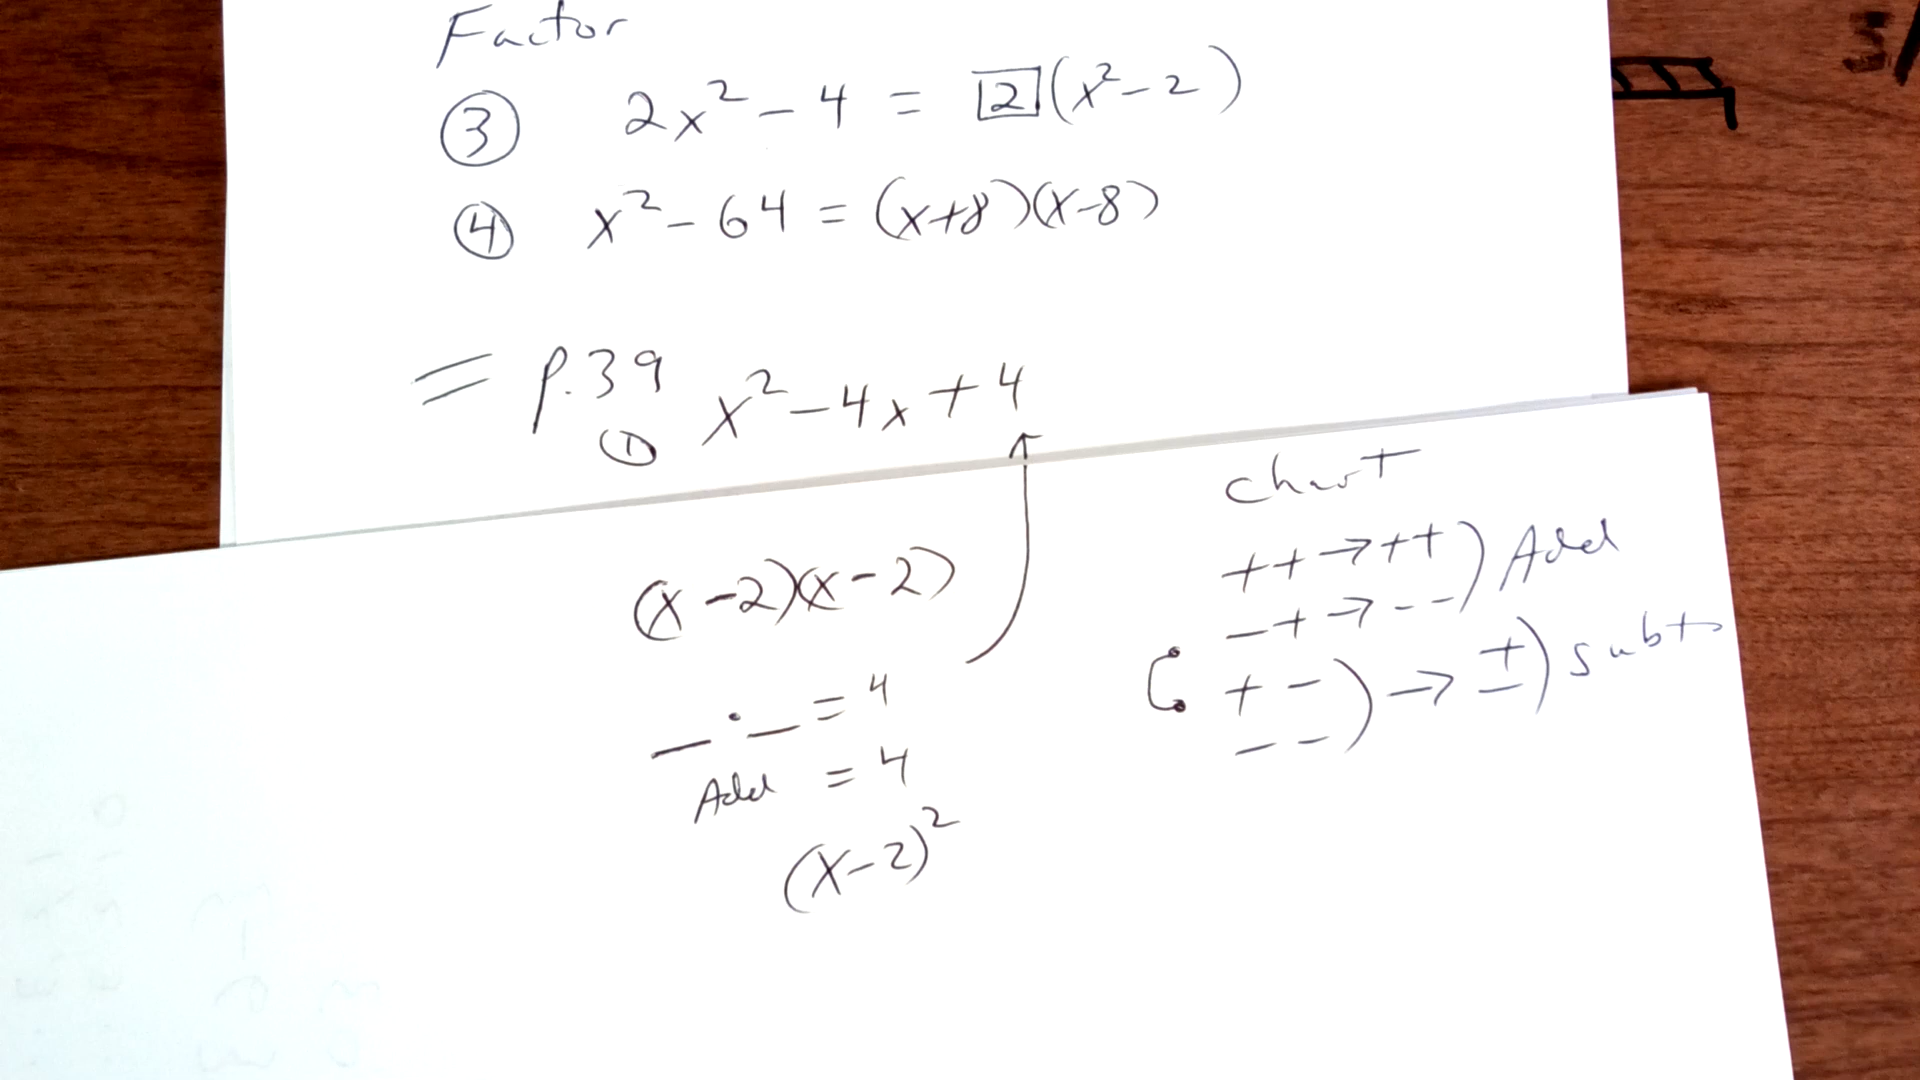 Factor
③ 2x² - 4 = 2(x² - 2)
④ x² - 64 = (x+8)(x-8)
= p.39
① x² - 4x + 4
(x - 2)(x - 2)
_ · _ = 4
Add = 4
(x - 2)²
chart
+ + → + + ) Add
- + → - - )
+ - ) → ± ) subt
- -